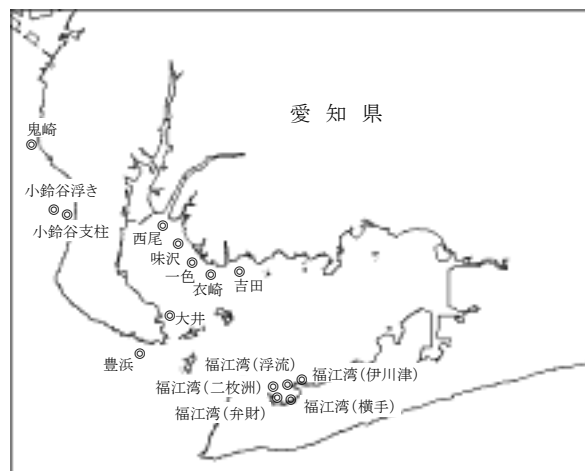 愛知県
鬼崎
小鈴谷浮き
小鈴谷支柱
西尾
味沢
一色
衣崎
吉田
大井
豊浜
福江湾(浮流)
福江湾(伊川津)
福江湾(二枚洲)
福江湾(弁財)
福江湾(横手)